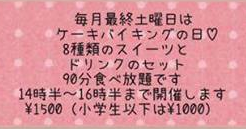 毎月最終土曜日は
ケーキバイキングの日♡
8種類のスイーツと
ドリンクのセット
90分食べ放題です
14時半～16時半まで開催します
¥1500（小学生以下は¥1000）